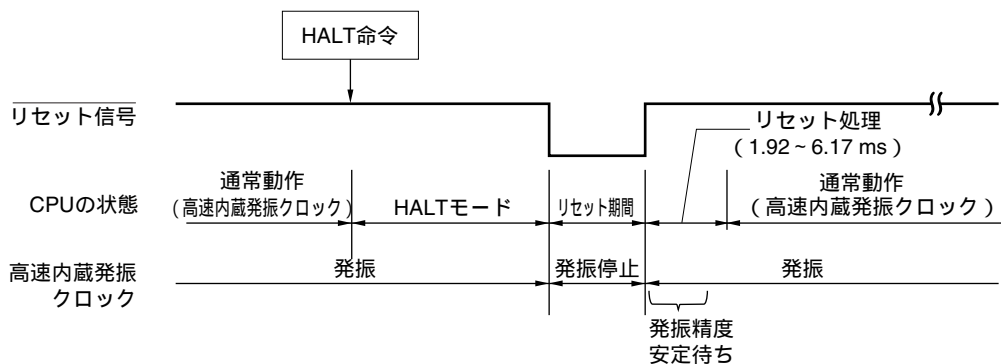 HALT命令
リセット信号
リセット処理
(1.92~6.17 ms)
CPUの状態
通常動作
(高速内蔵発振クロック)
HALTモード
リセット期間
通常動作
(高速内蔵発振クロック)
高速内蔵発振
クロック
発振
発振停止
発振
発振精度
安定待ち